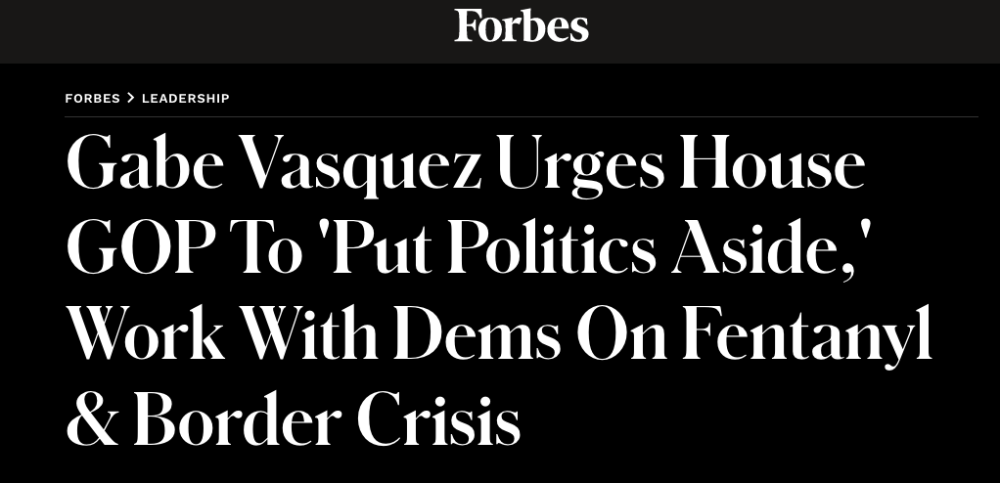 Forbes
FORBES > LEADERSHIP
Gabe Vasquez Urges House
GOP To 'Put Politics Aside,'
Work With Dems On Fentanyl
& Border Crisis